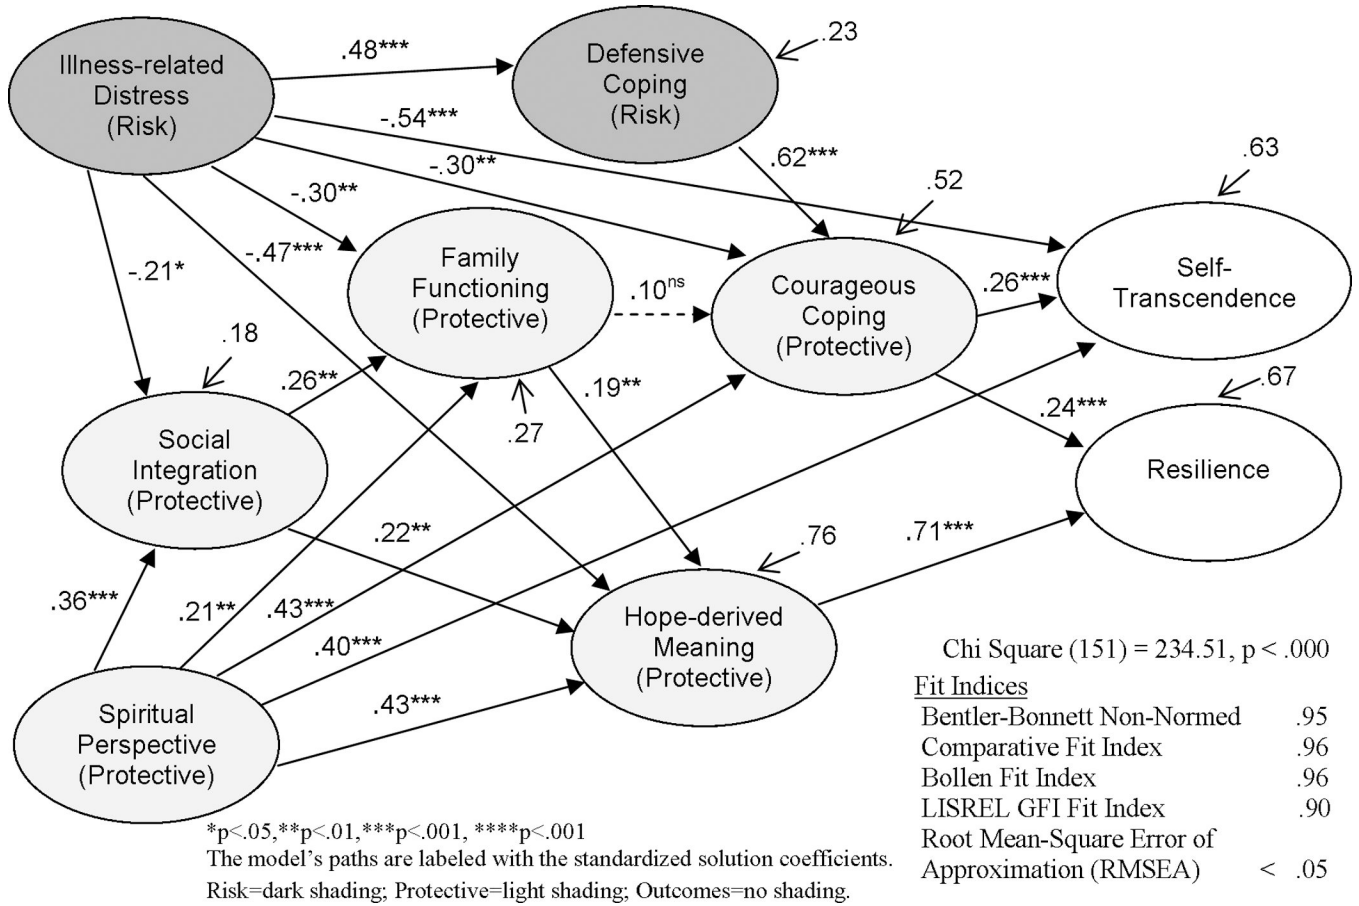 Illness-related
Distress
(Risk)
.48***
Defensive
Coping
(Risk)
.23
-.54***
-.30**
.62***
.63
-.30**
.52
-.47***
-.21*
Family
Functioning
(Protective)
.10ns
Courageous
Coping
(Protective)
.26***
Self-
Transcendence
.18
.26**
.19**
.27
.24***
.67
Social
Integration
(Protective)
Resilience
.22**
.76
.71***
.36***
.21**
.43***
.40***
Hope-derived
Meaning
(Protective)
.43***
Spiritual
Perspective
(Protective)
Chi Square (151) = 234.51, p < .000
Fit Indices
Bentler-Bonnett Non-Normed .95
Comparative Fit Index .96
Bollen Fit Index .96
LISREL GFI Fit Index .90
Root Mean-Square Error of
Approximation (RMSEA) < .05
*p<.05,**p<.01,***p<.001, ****p<.001
The model's paths are labeled with the standardized solution coefficients.
Risk=dark shading; Protective=light shading; Outcomes=no shading.